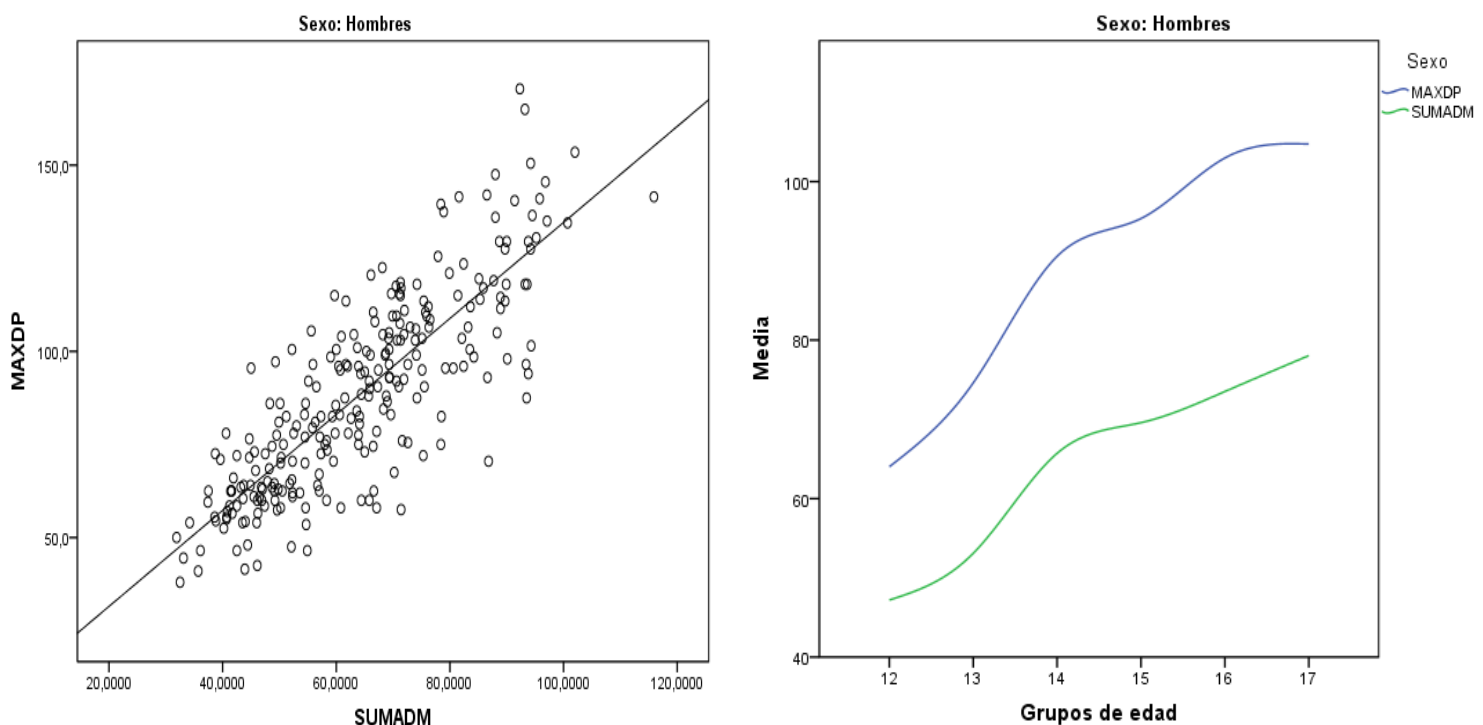 Sexo: Hombres
150,0
100,0
50,0
MAXDP
20,0000 40,0000 60,0000 80,0000 100,0000 120,0000
SUMADM
Sexo: Hombres
Sexo
MAXDP
SUMADM
100
80
60
40
Media
12 13 14 15 16 17
Grupos de edad